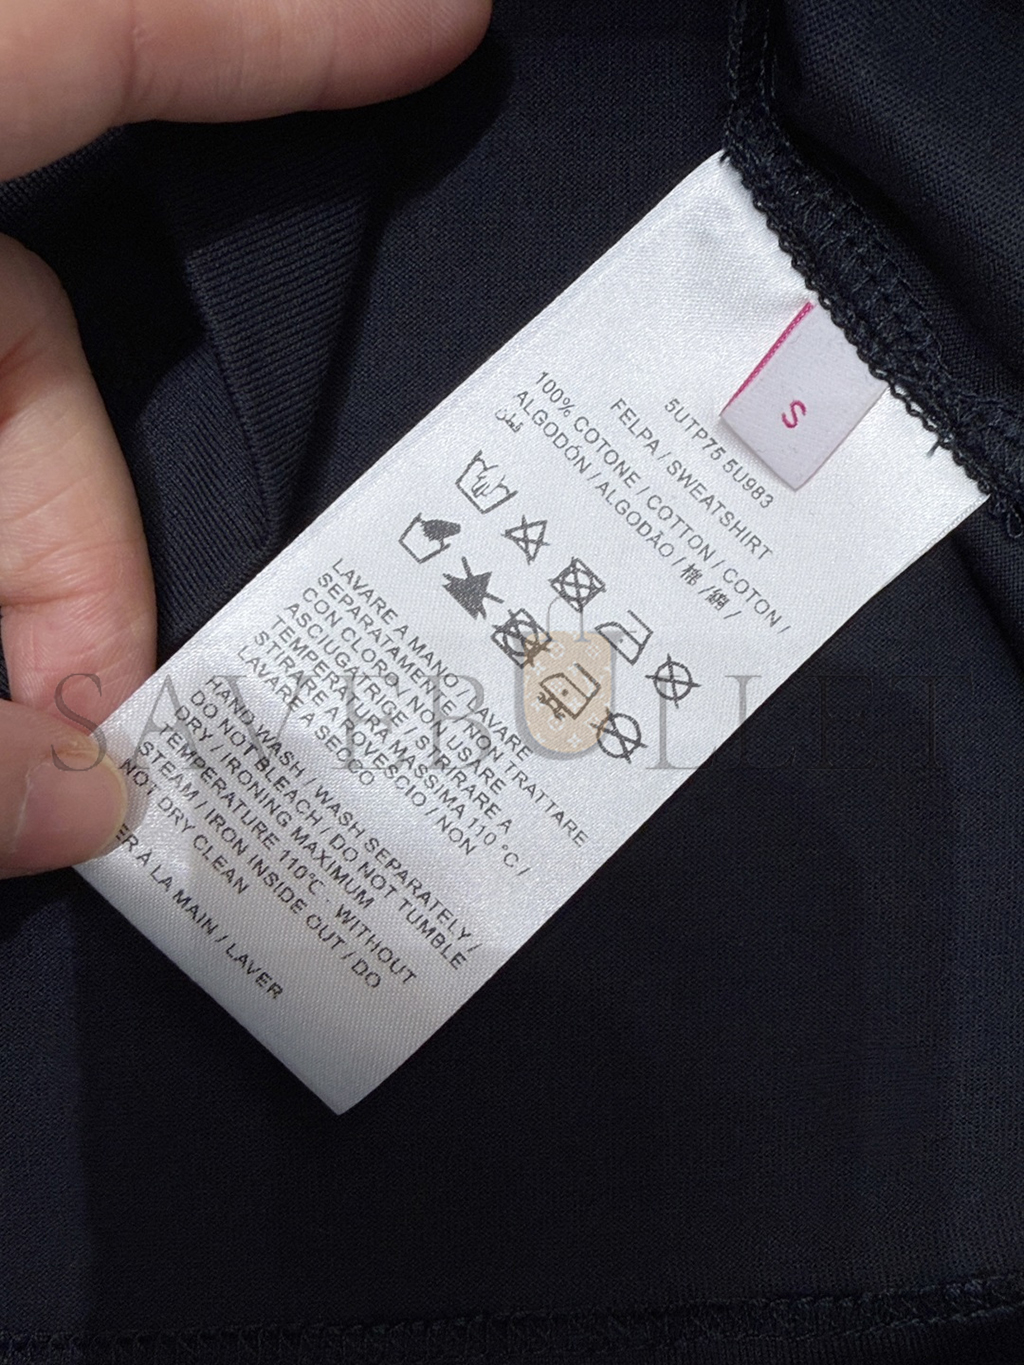 S
5UTP75 5U983
FELPA / SWEATSHIRT
100% COTONE / COTTON / COTON /
ALGODÓN / ALGODÃO / 棉 /綿 /
قطن
LAVARE A MANO / LAVARE
SEPARATAMENTE / NON TRATTARE
CON CLORO / NON USARE
ASCIUGATRICE / STIRARE A
TEMPERATURA MASSIMA 110 °C /
STIRARE A ROVESCIO / NON
LAVARE A SECCO
HAND WASH / WASH SEPARATELY /
DO NOT BLEACH / DO NOT TUMBLE
DRY / IRONING MAXIMUM
TEMPERATURE 110°C - WITHOUT
STEAM / IRON INSIDE OUT / DO
NOT DRY CLEAN
ER À LA MAIN / LAVER